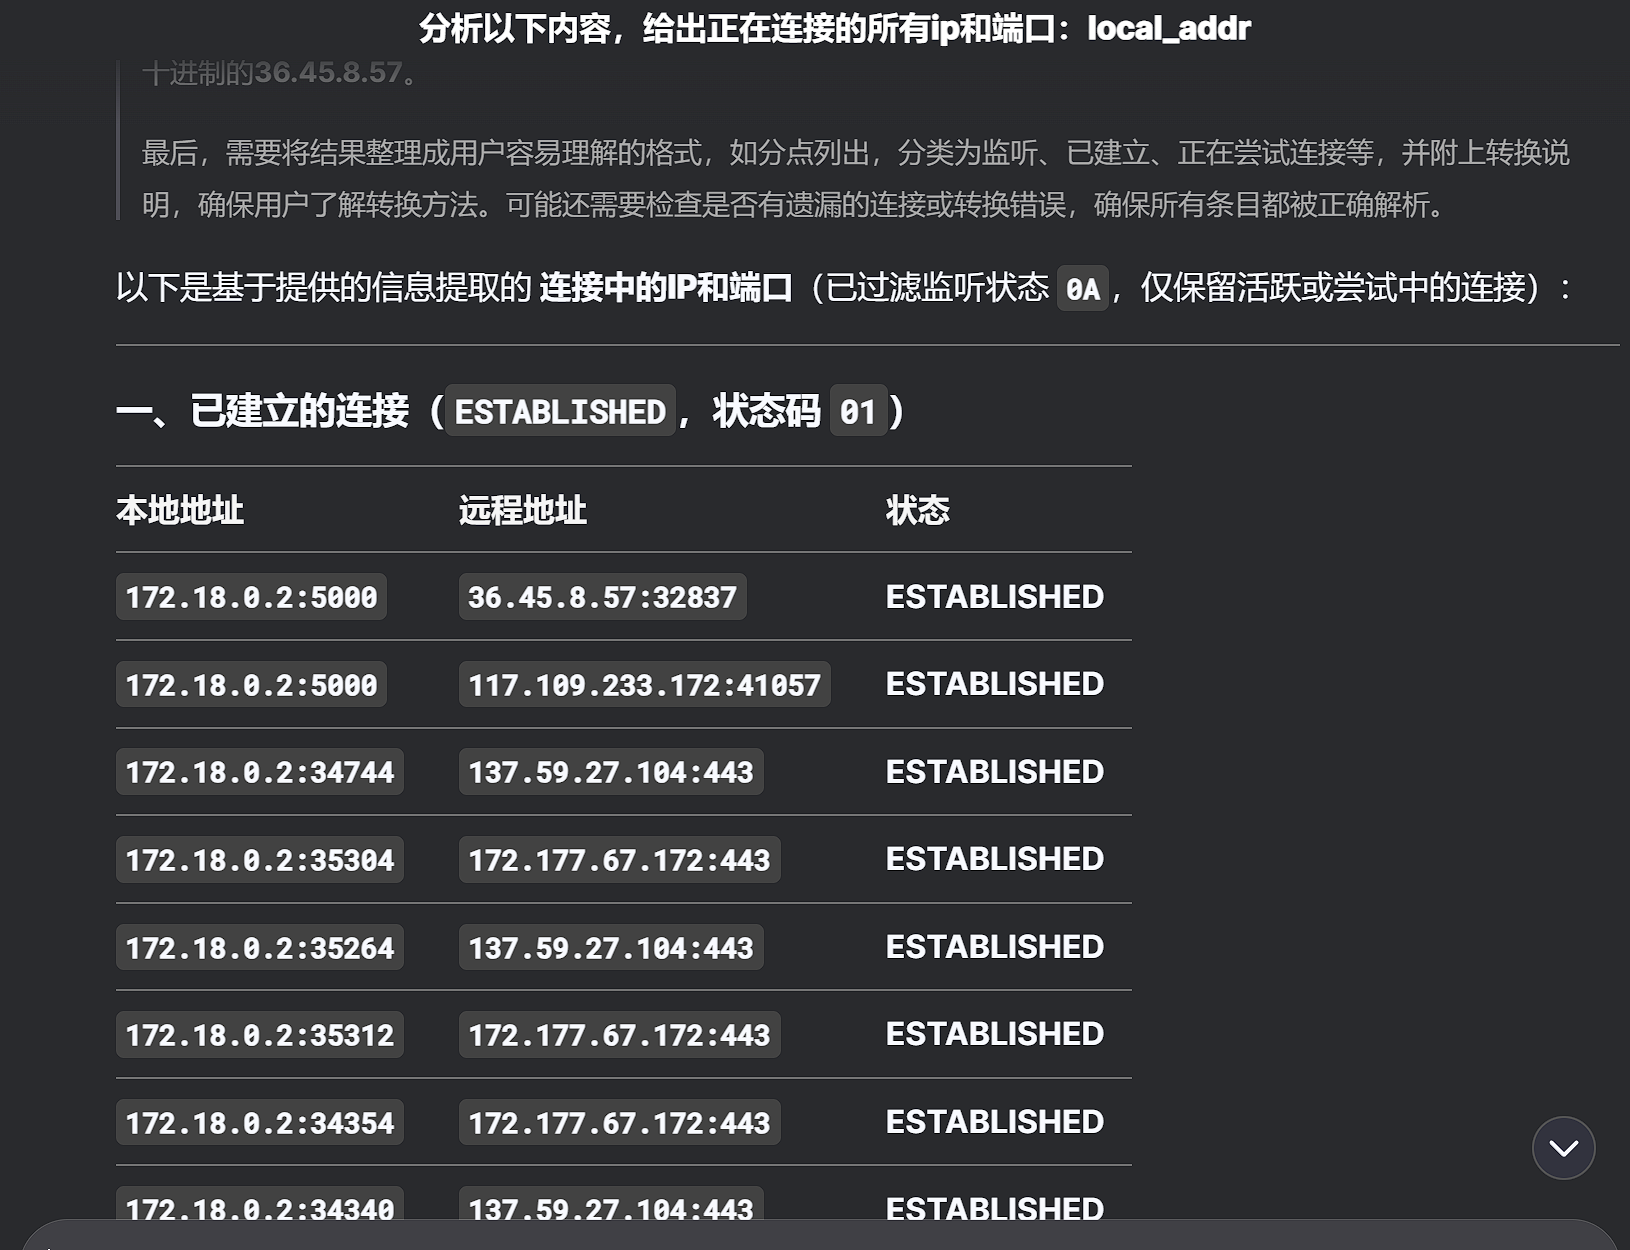 分析以下内容，给出正在连接的所有ip和端口：local_addr
十进制的36.45.8.57。
最后，需要将结果整理成用户容易理解的格式，如分点列出，分类为监听、已建立、正在尝试连接等，并附上转换说
明，确保用户了解转换方法。可能还需要检查是否有遗漏的连接或转换错误，确保所有条目都被正确解析。
以下是基于提供的信息提取的 连接中的IP和端口（已过滤监听状态 0A，仅保留活跃或尝试中的连接）：
一、已建立的连接（ESTABLISHED，状态码 01）
本地地址 远程地址 状态
172.18.0.2:5000 36.45.8.57:32837 ESTABLISHED
172.18.0.2:5000 117.109.233.172:41057 ESTABLISHED
172.18.0.2:34744 137.59.27.104:443 ESTABLISHED
172.18.0.2:35304 172.177.67.172:443 ESTABLISHED
172.18.0.2:35264 137.59.27.104:443 ESTABLISHED
172.18.0.2:35312 172.177.67.172:443 ESTABLISHED
172.18.0.2:34354 172.177.67.172:443 ESTABLISHED
172.18.0.2:34340 137.59.27.104:443 ESTABLISHED